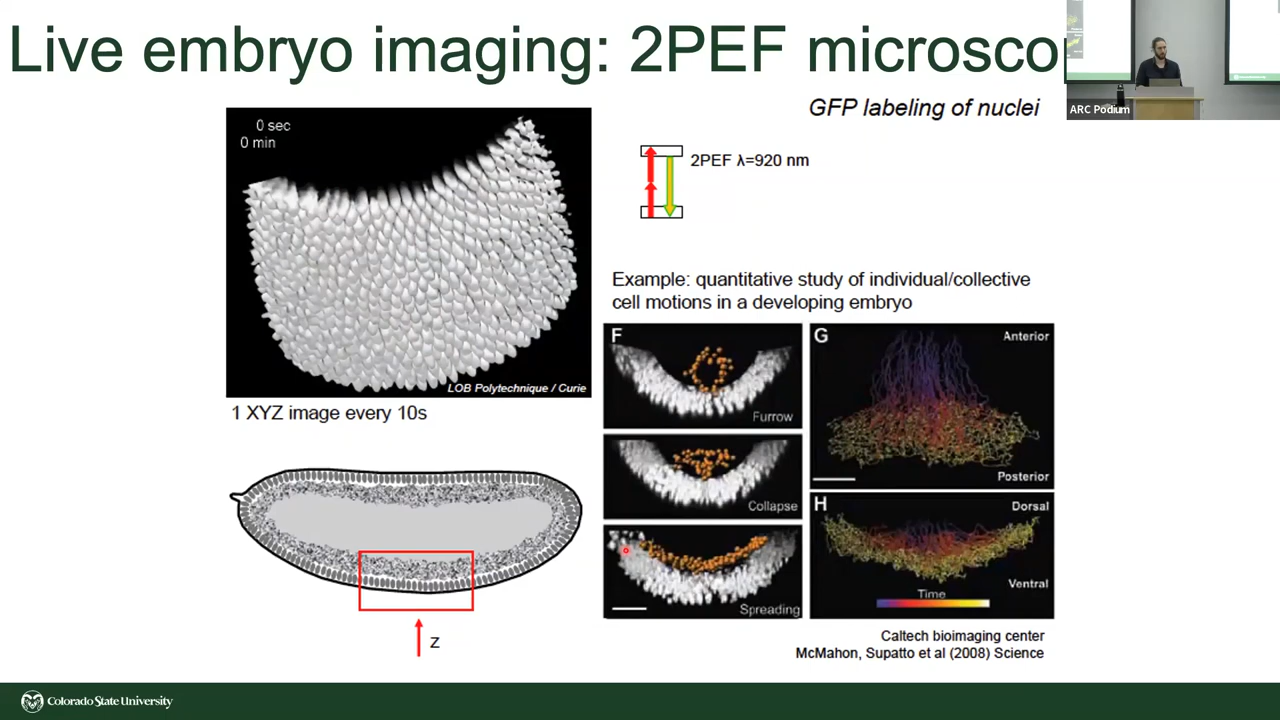 Live embryo imaging: 2PEF microsco
ARC Podium
GFP labeling of nuclei
0 sec
0 min
LOB Polytechnique / Curie
1 XYZ image every 10s
2PEF λ=920 nm
Example: quantitative study of individual/collective
cell motions in a developing embryo
F
Furrow
Collapse
Spreading
G
Anterior
Posterior
H
Dorsal
Ventral
Time
z
Caltech bioimaging center
McMahon, Supatto et al (2008) Science
Colorado State University